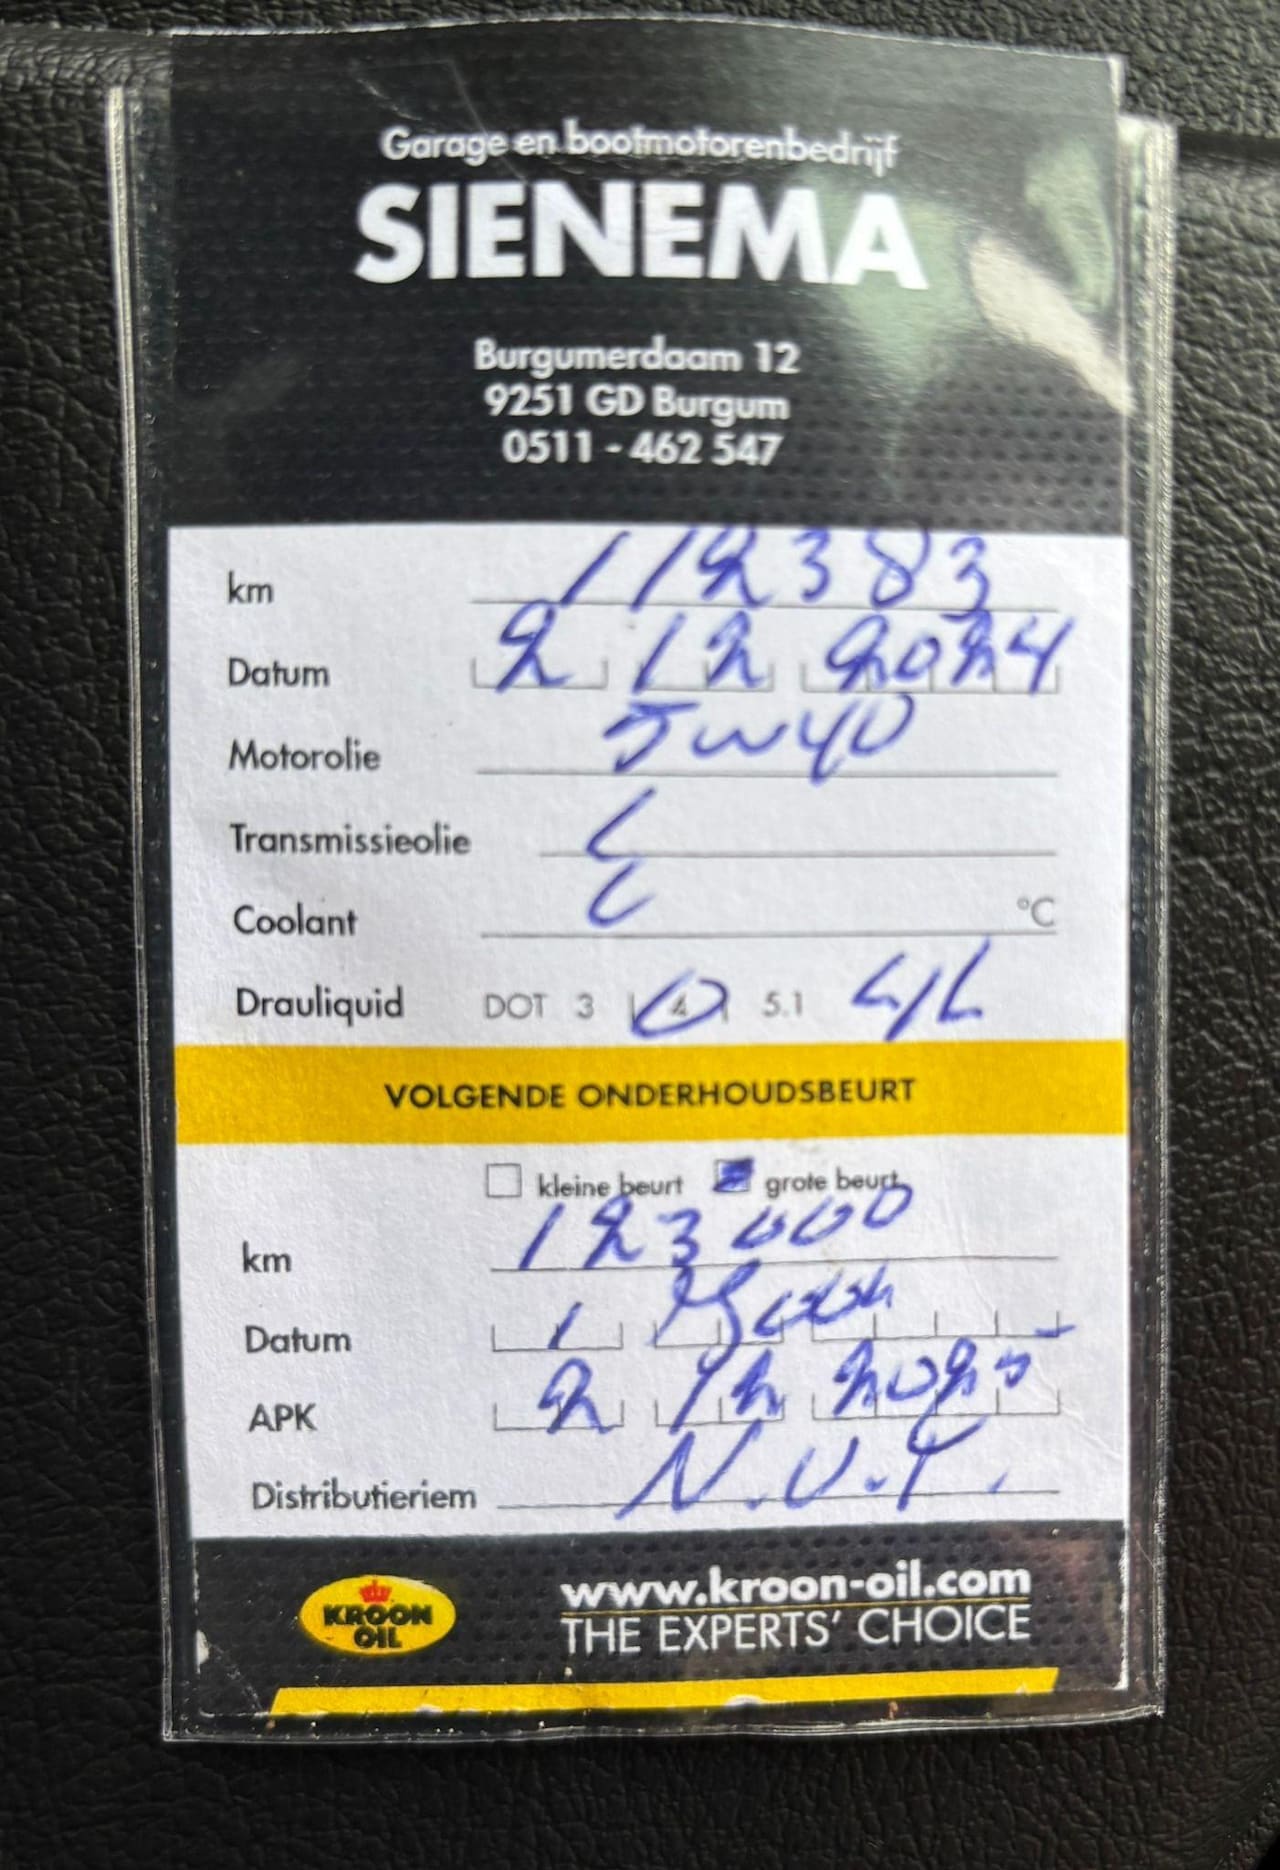 Garage en bootmotorenbedrijf
SIENEMA
Burgumerdaam 12
9251 GD Burgum
0511 - 462 547
km 112383
Datum 2 12 2024
Motorolie 5w40
Transmissieolie
Coolant °C
Drauliquid DOT 3 4 5.1
VOLGENDE ONDERHOUDSBEURT
kleine beurt grote beurt
km 123000
Datum 1
APK 2 12 2025
Distributieriem N.V.T.
KROON OIL
www.kroon-oil.com
THE EXPERTS' CHOICE